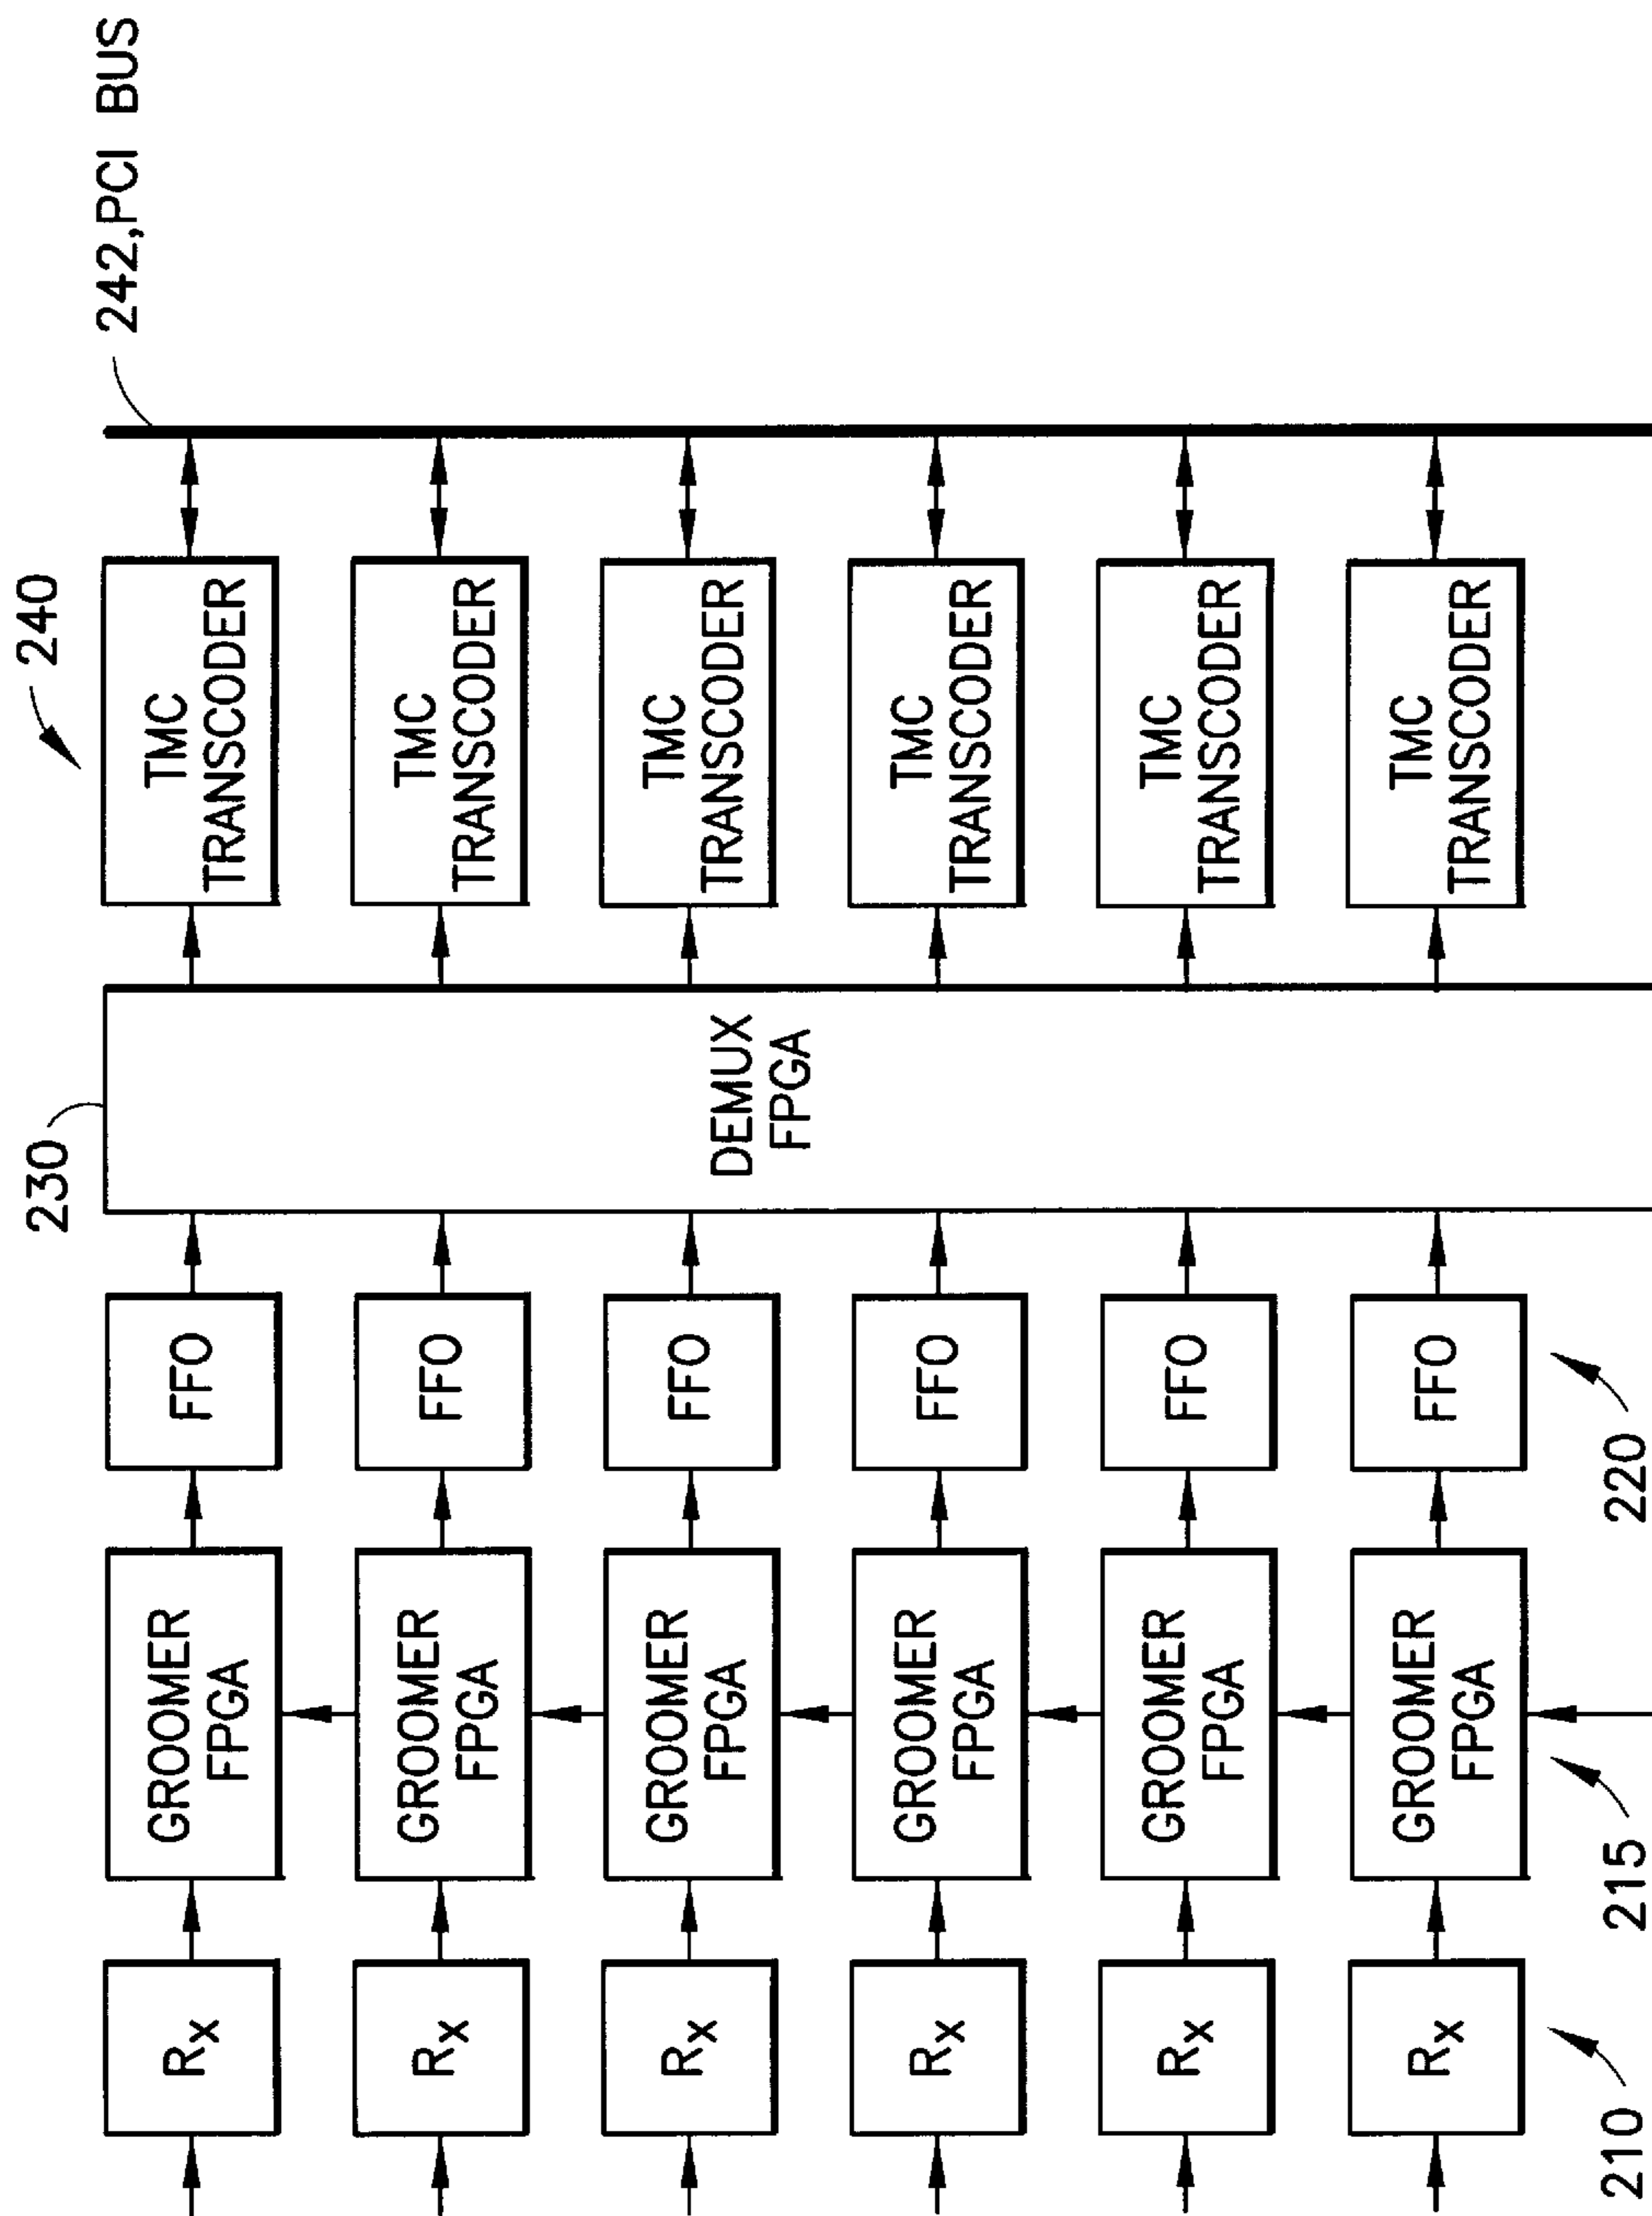 230
240
242,PCI BUS
Rx
GROOMER
FPGA
FFO
TMC
TRANSCODER
Rx
GROOMER
FPGA
FFO
TMC
TRANSCODER
Rx
GROOMER
FPGA
FFO
DEMUX
FPGA
TMC
TRANSCODER
Rx
GROOMER
FPGA
FFO
TMC
TRANSCODER
Rx
GROOMER
FPGA
FFO
TMC
TRANSCODER
Rx
GROOMER
FPGA
FFO
TMC
TRANSCODER
210
215
220